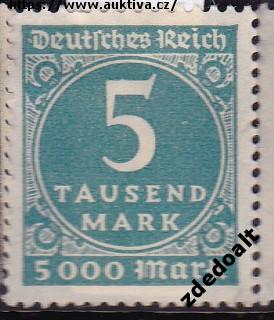 https://www.auktiva.cz/
Deutsches Reich
5
TAUSEND
MARK
5000 Mark
zdedoalt